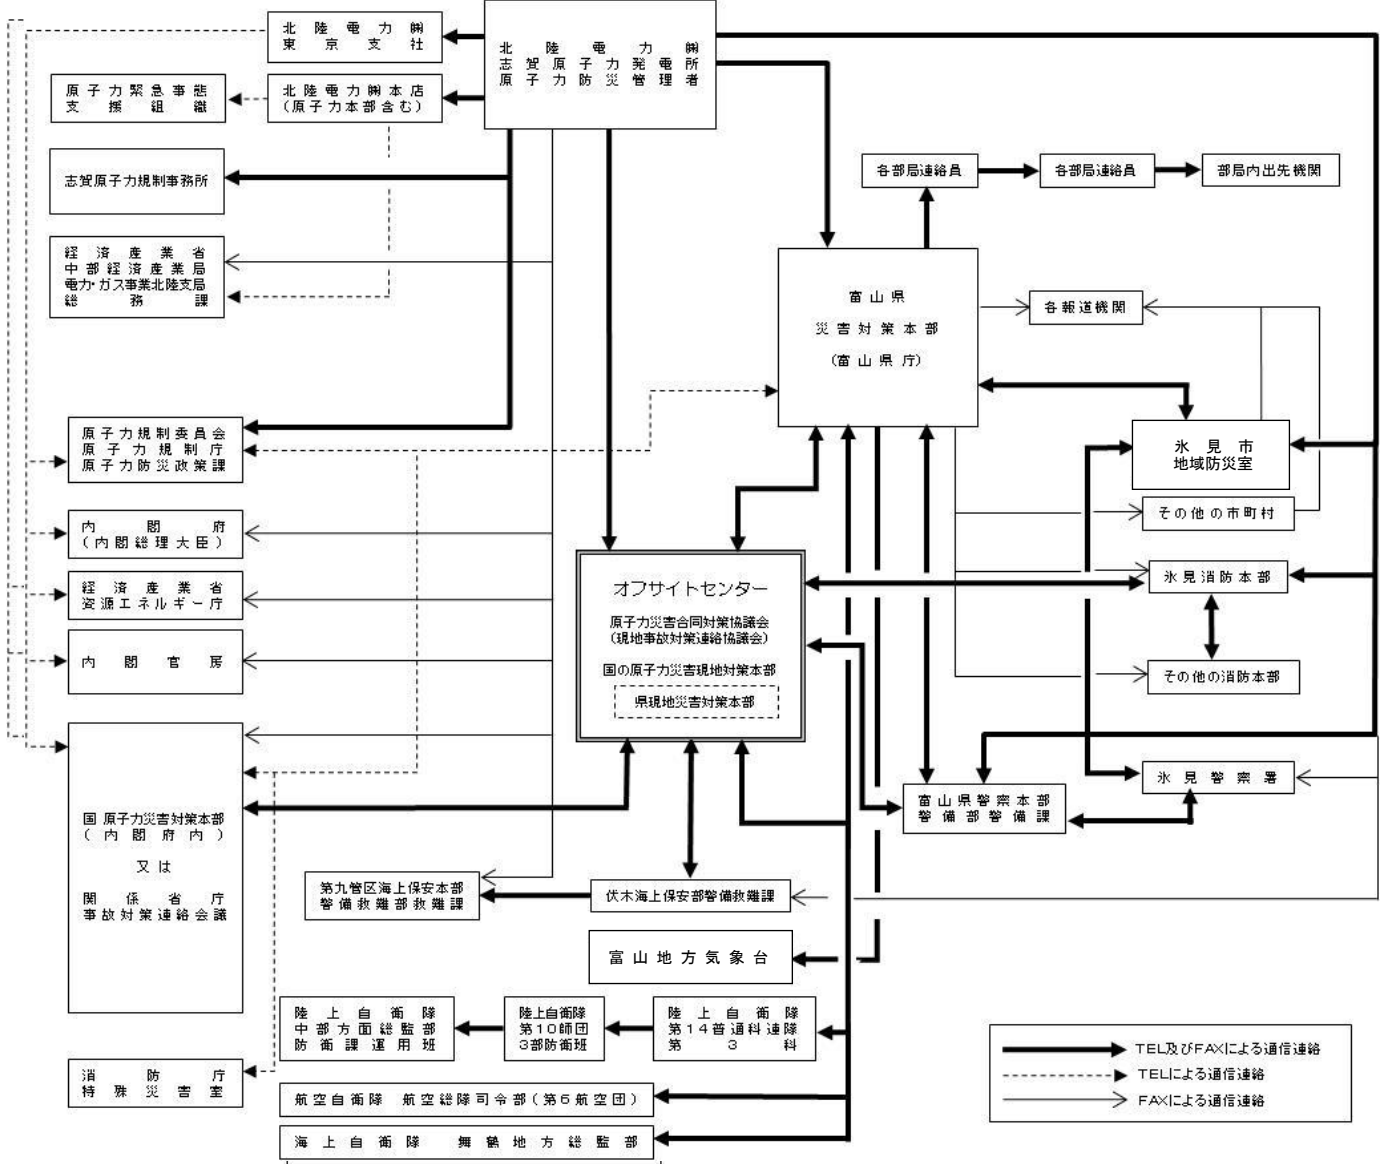 北陸電力㈱
東京支社
北陸電力㈱
志賀原子力発電所
原子力防災管理者
原子力緊急事態
支援組織
北陸電力㈱本店
(原子力本部含む)
志賀原子力規制事務所
各部局連絡員
各部局連絡員
部局内出先機関
経済産業省
中部経済産業局
電力・ガス事業北陸支局
総務課
富山県
災害対策本部
(富山県庁)
各報道機関
原子力規制委員会
原子力規制庁
原子力防災政策課
氷見市
地域防災室
その他の市町村
内閣府
(内閣総理大臣)
経済産業省
資源エネルギー庁
オフサイトセンター
原子力災害合同対策協議会
(現地事故対策連絡協議会)
国の原子力災害現地対策本部
県現地災害対策本部
氷見消防本部
その他の消防本部
内閣官房
国原子力災害対策本部
(内閣府内)
又は
関係省庁
事故対策連絡会議
富山県警察本部
警備部警備課
氷見警察署
第九管区海上保安本部
警備救難部救難課
伏木海上保安部警備救難課
富山地方気象台
陸上自衛隊
中部方面総監部
防衛課運用班
陸上自衛隊
第10師団
3部防衛班
陸上自衛隊
第14普通科連隊
第3科
消防庁
特殊災害室
航空自衛隊 航空総隊司令部(第6航空団)
海上自衛隊 舞鶴地方総監部
TEL及びFAXによる通信連絡
TELによる通信連絡
FAXによる通信連絡